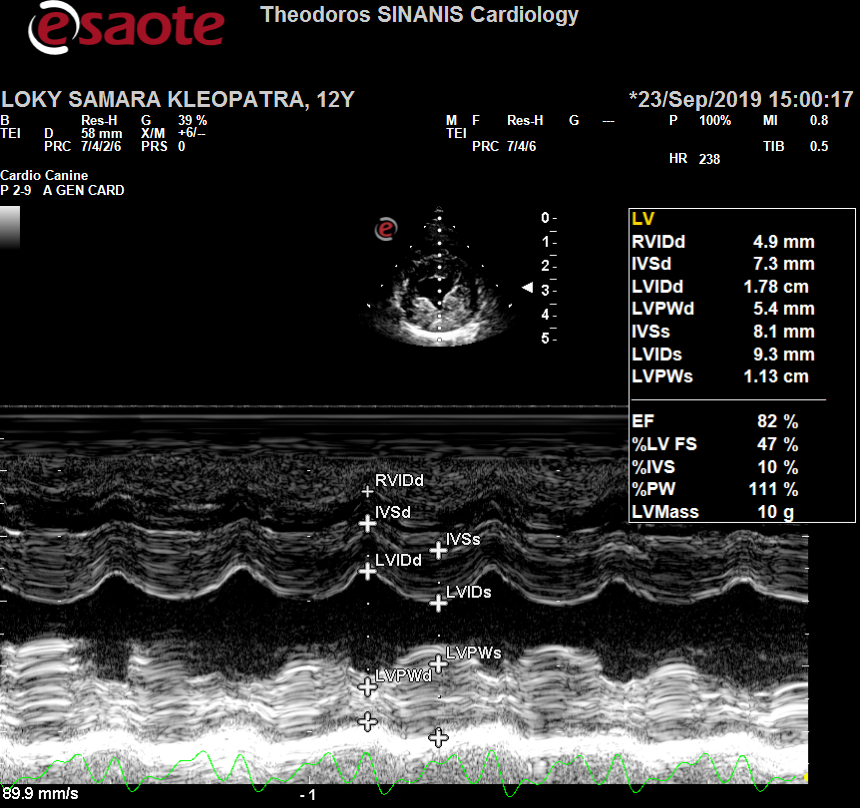 esaote
Theodoros SINANIS Cardiology
LOKY SAMARA KLEOPATRA, 12Y *23/Sep/2019 15:00:17
B Res-H G 39 % M F Res-H G --- P 100% MI 0.8
TEI D 58 mm X/M +6/-- TEI
PRC 7/4/2/6 PRS 0 PRC 7/4/6 TIB 0.5
HR 238
Cardio Canine
P 2-9 A GEN CARD
e
0-
1-
2-
3-
4-
5-
LV
RVIDd 4.9 mm
IVSd 7.3 mm
LVIDd 1.78 cm
LVPWd 5.4 mm
IVSs 8.1 mm
LVIDs 9.3 mm
LVPWs 1.13 cm
EF 82 %
%LV FS 47 %
%IVS 10 %
%PW 111 %
LVMass 10 g
RVIDd
IVSd
IVSs
LVIDd
LVIDs
LVPWs
LVPWd
89.9 mm/s -1